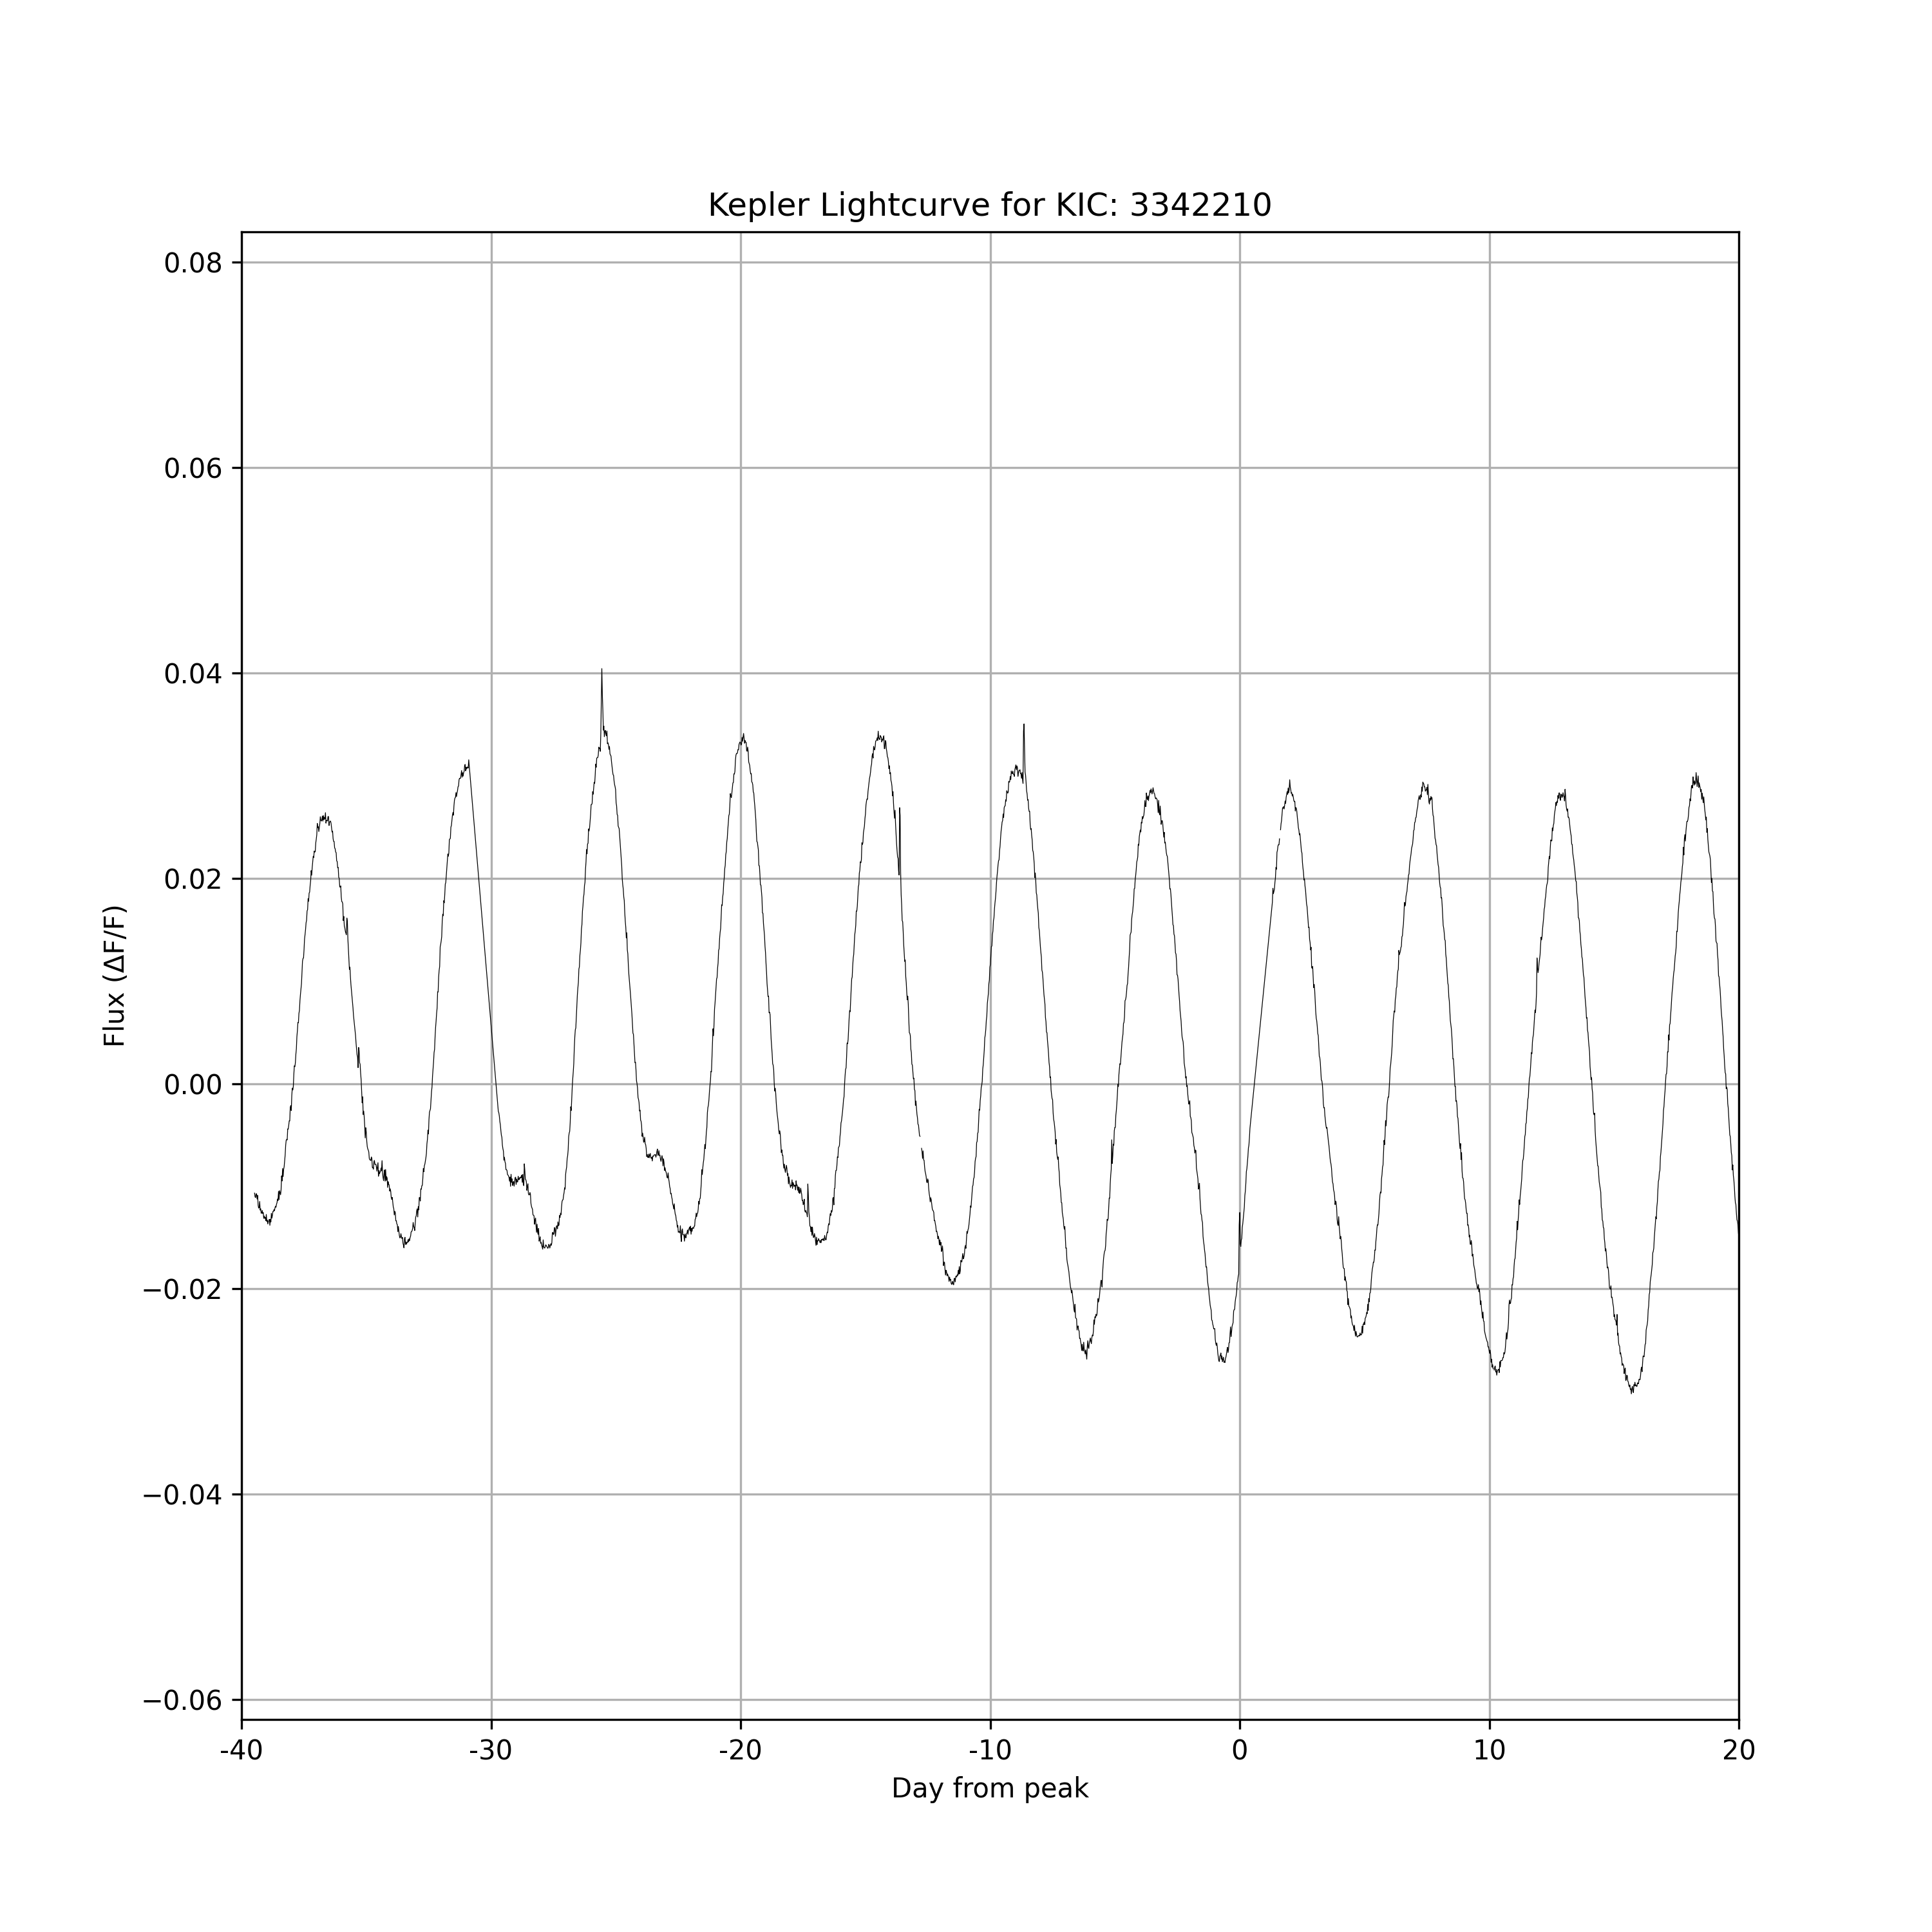 Kepler Lightcurve for KIC: 3342210
0.08
0.06
0.04
0.02
0.00
−0.02
−0.04
−0.06
Flux (ΔF/F)
-40 -30 -20 -10 0 10 20
Day from peak